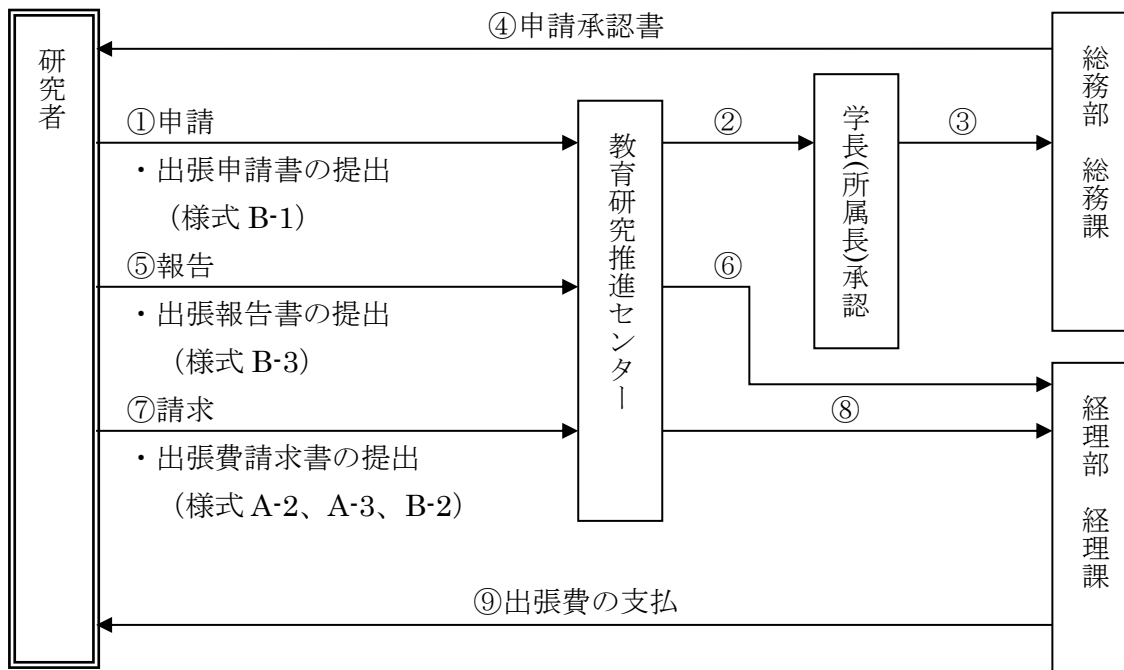 ④申請承認書
研究者
①申請
・出張申請書の提出
（様式 B-1）
⑤報告
・出張報告書の提出
（様式 B-3）
⑦請求
・出張費請求書の提出
（様式 A-2、A-3、B-2）
教育研究推進センター
②
学長(所属長)承認
③
⑥
⑧
総務部　総務課
経理部　経理課
⑨出張費の支払